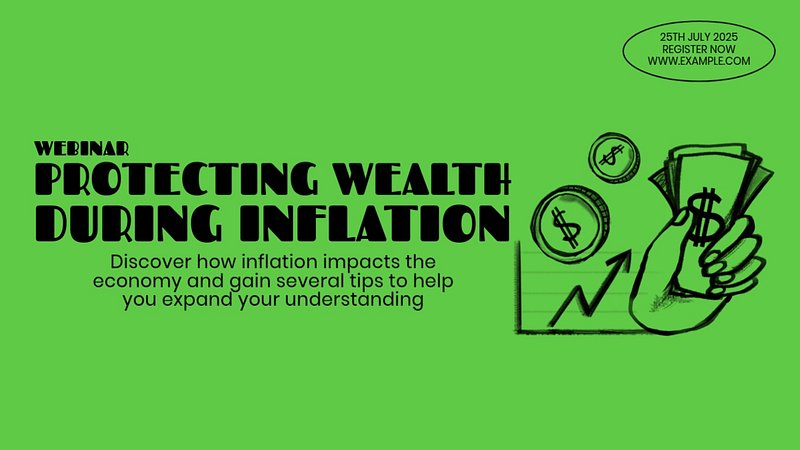 25TH JULY 2025
REGISTER NOW
WWW.EXAMPLE.COM
WEBINAR
PROTECTING WEALTH
DURING INFLATION
Discover how inflation impacts the
economy and gain several tips to help
you expand your understanding
$
$
$